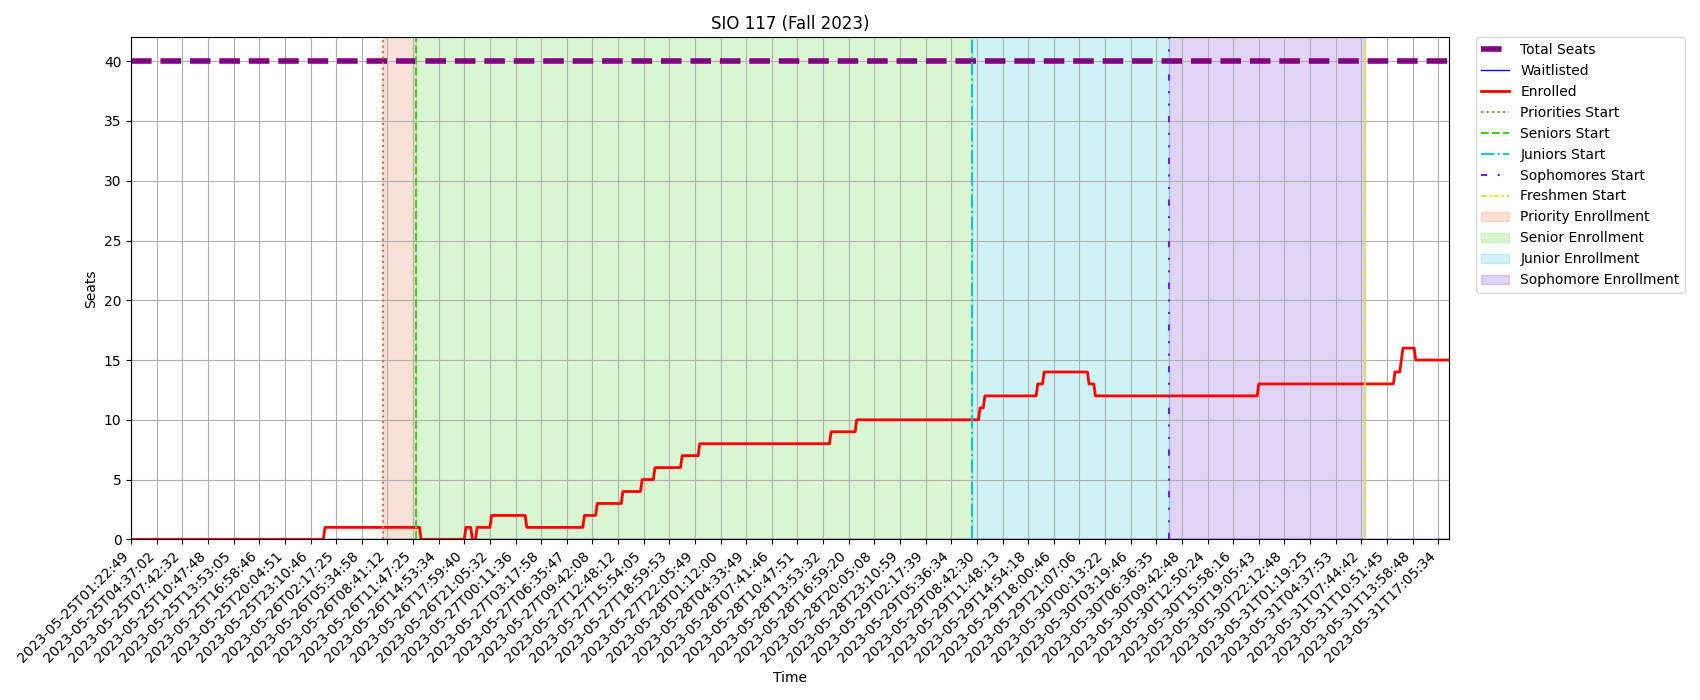 SIO 117 (Fall 2023)
Seats
40
35
30
25
20
15
10
5
0
2023-05-25T01:22:49
2023-05-25T04:37:02
2023-05-25T07:42:32
2023-05-25T10:47:48
2023-05-25T13:53:05
2023-05-25T16:58:46
2023-05-25T20:04:51
2023-05-25T23:10:46
2023-05-26T02:17:25
2023-05-26T05:34:58
2023-05-26T08:41:12
2023-05-26T11:47:25
2023-05-26T14:53:34
2023-05-26T17:59:40
2023-05-26T21:05:32
2023-05-27T00:11:36
2023-05-27T03:17:58
2023-05-27T06:35:47
2023-05-27T09:42:08
2023-05-27T12:48:12
2023-05-27T15:54:05
2023-05-27T18:59:53
2023-05-27T22:05:49
2023-05-28T01:12:00
2023-05-28T04:33:49
2023-05-28T07:41:46
2023-05-28T10:47:51
2023-05-28T13:53:32
2023-05-28T16:59:20
2023-05-28T20:05:08
2023-05-28T23:10:59
2023-05-29T02:17:39
2023-05-29T05:36:34
2023-05-29T08:42:30
2023-05-29T11:48:13
2023-05-29T14:54:18
2023-05-29T18:00:46
2023-05-29T21:07:06
2023-05-30T00:13:22
2023-05-30T03:19:46
2023-05-30T06:36:35
2023-05-30T09:42:48
2023-05-30T12:50:24
2023-05-30T15:58:16
2023-05-30T19:05:43
2023-05-30T22:12:48
2023-05-31T01:19:25
2023-05-31T04:37:53
2023-05-31T07:44:42
2023-05-31T10:51:45
2023-05-31T13:58:48
2023-05-31T17:05:34
Time
Total Seats
Waitlisted
Enrolled
Priorities Start
Seniors Start
Juniors Start
Sophomores Start
Freshmen Start
Priority Enrollment
Senior Enrollment
Junior Enrollment
Sophomore Enrollment